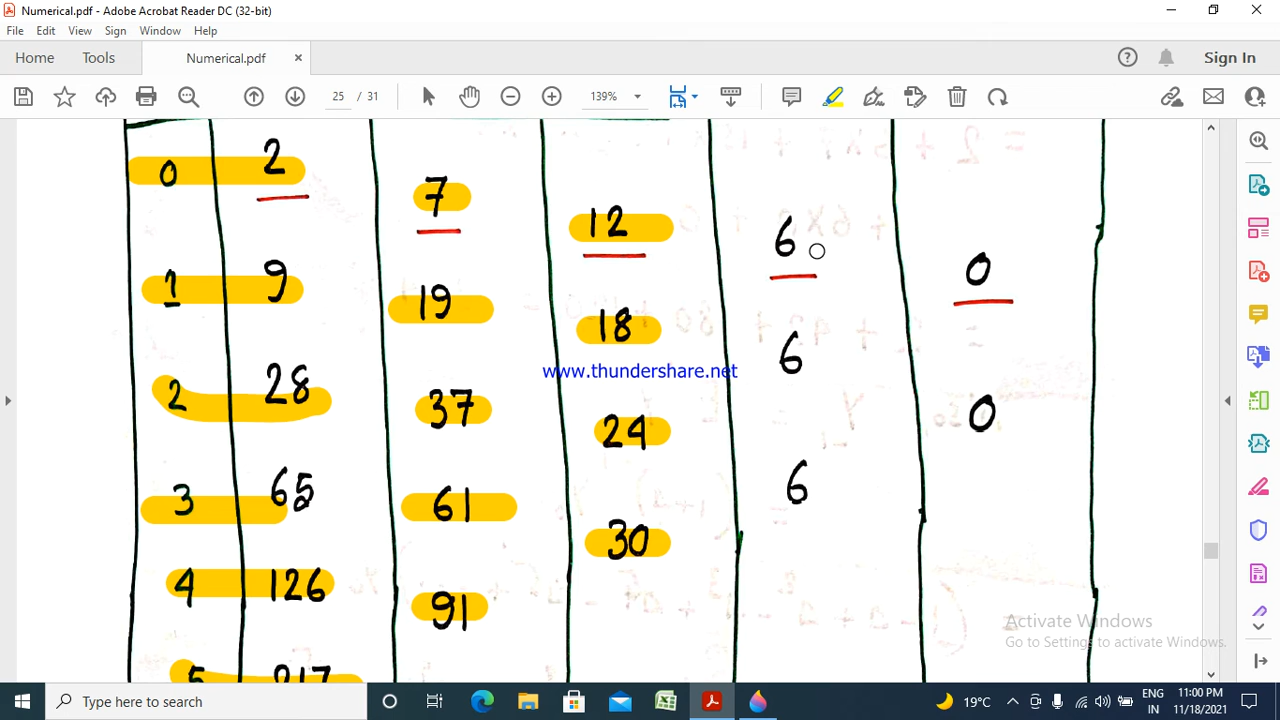 Numerical.pdf - Adobe Acrobat Reader DC (32-bit)
File Edit View Sign Window Help
Home Tools Numerical.pdf × Sign In
25 / 31 139%
0 2
7
12
6
0
1 9
19
18
6
2 28
37
24
0
3 65
61
6
30
4 126
91
5 217
www.thundershare.net
Activate Windows
Go to Settings to activate Windows.
Type here to search 19°C ENG IN 11:00 PM 11/18/2021